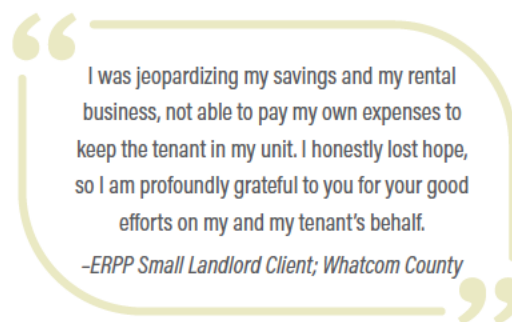 I was jeopardizing my savings and my rental
business, not able to pay my own expenses to
keep the tenant in my unit. I honestly lost hope,
so I am profoundly grateful to you for your good
efforts on my and my tenant’s behalf.
–ERPP Small Landlord Client; Whatcom County